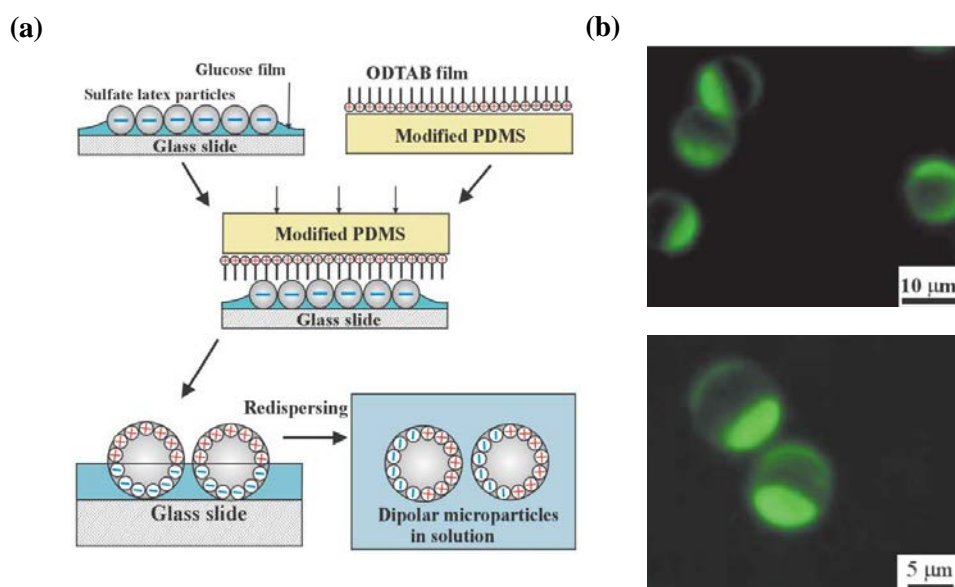 (a)
Glucose film
Sulfate latex particles
Glass slide
ODTAB film
Modified PDMS
Modified PDMS
Glass slide
Redispersing
Glass slide
Dipolar microparticles
in solution
(b)
10 μm
5 μm